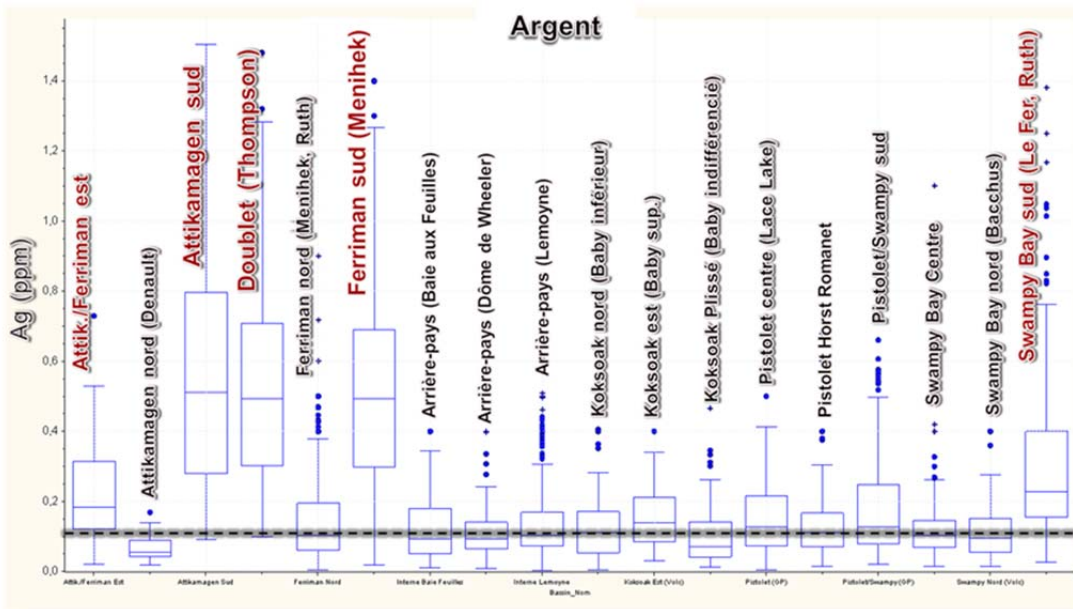 Argent
Ag (ppm)
1,4
1,2
1,0
0,8
0,6
0,4
0,2
0,0
Attik./Ferriman est
Attikamagen nord (Denault)
Attikamagen sud
Doublet (Thompson)
Ferriman nord (Menihek, Ruth)
Ferriman sud (Menihek)
Arrière-pays (Baie aux Feuilles)
Arrière-pays (Dôme de Wheeler)
Arrière-pays (Lemoyne)
Koksoak nord (Baby inférieur)
Koksoak est (Baby sup.)
Koksoak Plissé (Baby indifférencié)
Pistolet centre (Lace Lake)
Pistolet Horst Romanet
Pistolet/Swampy sud
Swampy Bay Centre
Swampy Bay nord (Bacchus)
Swampy Bay sud (Le Fer, Ruth)
Attik/Ferriman Est
Attikamagen Sud
Ferriman Nord
Interne Baie Feuilles
Interne Lemoyne
Koksoak Est (Volc)
Pistolet (GP)
Pistolet/Swampy (GP)
Swampy Nord (Volc)
Bassin_Nom